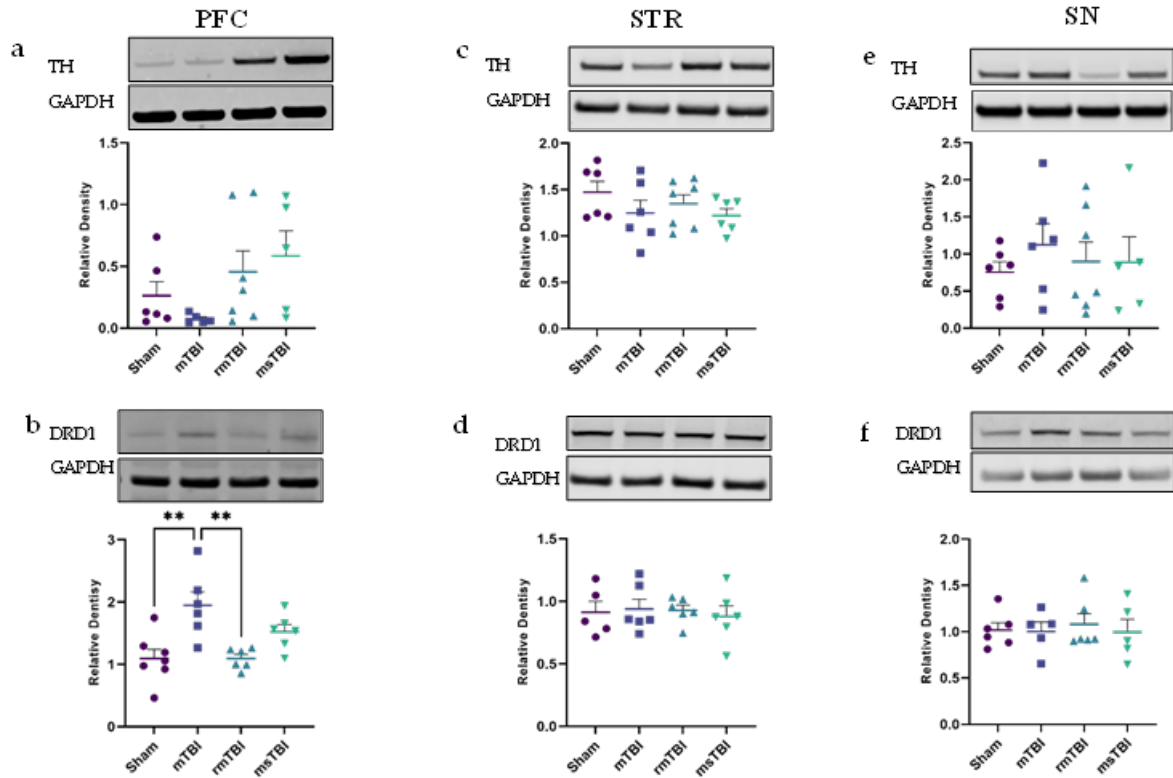 PFC
a
TH
GAPDH
Relative Density
1.5
1.0
0.5
0.0
Sham
mTBI
rmTBI
msTBI
b
DRD1
GAPDH
** **
Relative Dentisy
3
2
1
0
Sham
mTBI
rmTBI
msTBI
STR
c
TH
GAPDH
Relative Dentisy
2.0
1.5
1.0
0.5
0.0
Sham
mTBI
rmTBI
msTBI
d
DRD1
GAPDH
Relative Dentisy
1.5
1.0
0.5
0.0
Sham
mTBI
rmTBI
msTBI
SN
e
TH
GAPDH
Relative Dentisy
2.5
2.0
1.5
1.0
0.5
0.0
Sham
mTBI
rmTBI
msTBI
f
DRD1
GAPDH
Relative Dentisy
2.0
1.5
1.0
0.5
0.0
Sham
mTBI
rmTBI
msTBI